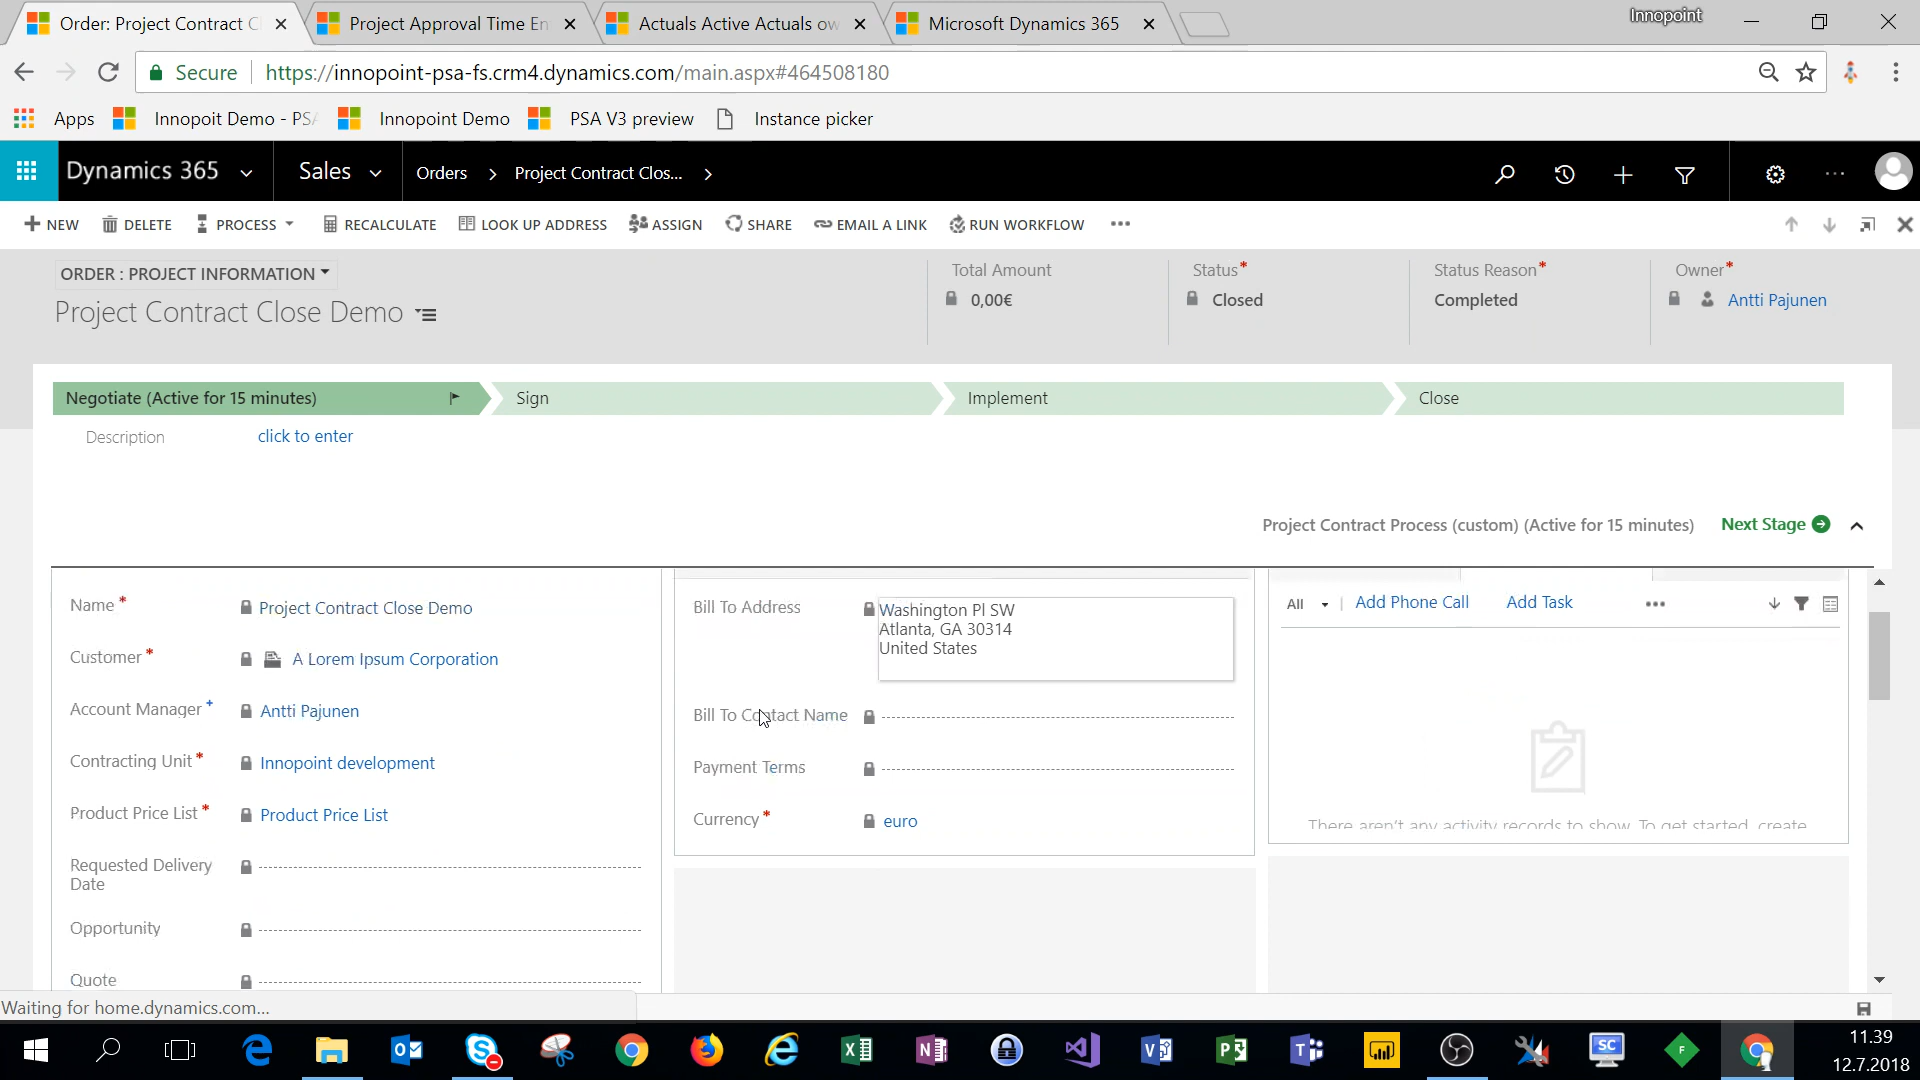 Order: Project Contract C
Project Approval Time En
Actuals Active Actuals ow
Microsoft Dynamics 365
Innopoint
Secure
https://innopoint-psa-fs.crm4.dynamics.com/main.aspx#464508180
Apps
Innopoit Demo - PSA
Innopoint Demo
PSA V3 preview
Instance picker
Dynamics 365
Sales
Orders
Project Contract Clos...
NEW
DELETE
PROCESS
RECALCULATE
LOOK UP ADDRESS
ASSIGN
SHARE
EMAIL A LINK
RUN WORKFLOW
ORDER : PROJECT INFORMATION
Project Contract Close Demo
Total Amount
0,00€
Status*
Closed
Status Reason*
Completed
Owner*
Antti Pajunen
Negotiate (Active for 15 minutes)
Sign
Implement
Close
Description
click to enter
Project Contract Process (custom) (Active for 15 minutes)
Next Stage
Name*
Project Contract Close Demo
Customer*
A Lorem Ipsum Corporation
Account Manager+
Antti Pajunen
Contracting Unit*
Innopoint development
Product Price List*
Product Price List
Requested Delivery
Date
Opportunity
Quote
Bill To Address
Washington Pl SW
Atlanta, GA 30314
United States
Bill To Contact Name
Payment Terms
Currency*
euro
All
Add Phone Call
Add Task
There aren't any activity records to show. To get started, create
Waiting for home.dynamics.com...
11.39
12.7.2018